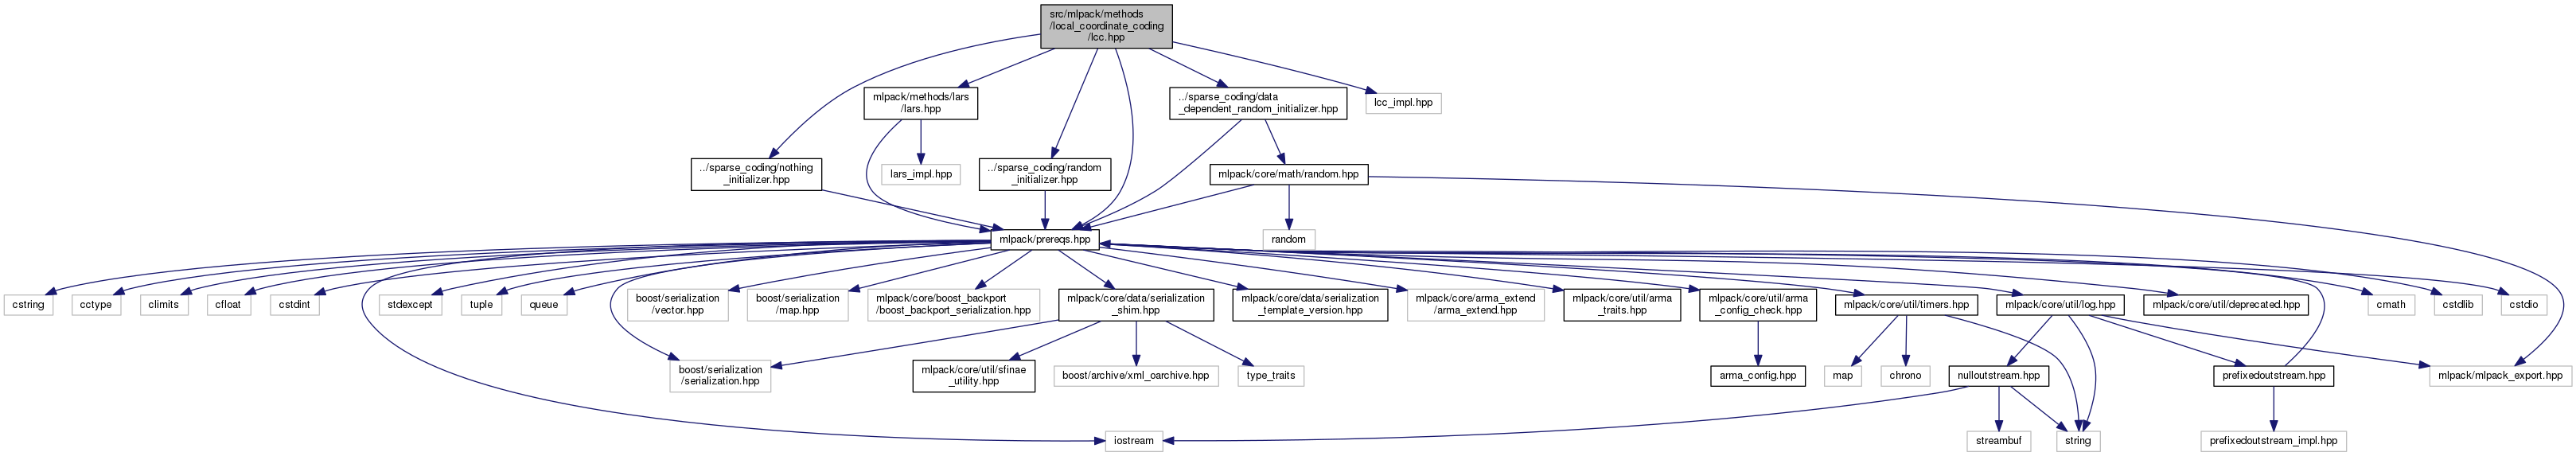 src/mlpack/methods
/local_coordinate_coding
/lcc.hpp
mlpack/methods/lars
/lars.hpp
../sparse_coding/data
_dependent_random_initializer.hpp
lcc_impl.hpp
../sparse_coding/nothing
_initializer.hpp
lars_impl.hpp
../sparse_coding/random
_initializer.hpp
mlpack/core/math/random.hpp
mlpack/prereqs.hpp
random
cstring
cctype
climits
cfloat
cstdint
stdexcept
tuple
queue
boost/serialization
/vector.hpp
boost/serialization
/map.hpp
mlpack/core/boost_backport
/boost_backport_serialization.hpp
mlpack/core/data/serialization
_shim.hpp
mlpack/core/data/serialization
_template_version.hpp
mlpack/core/arma_extend
/arma_extend.hpp
mlpack/core/util/arma
_traits.hpp
mlpack/core/util/arma
_config_check.hpp
mlpack/core/util/timers.hpp
mlpack/core/util/log.hpp
mlpack/core/util/deprecated.hpp
cmath
cstdlib
cstdio
boost/serialization
/serialization.hpp
mlpack/core/util/sfinae
_utility.hpp
boost/archive/xml_oarchive.hpp
type_traits
arma_config.hpp
map
chrono
nulloutstream.hpp
prefixedoutstream.hpp
mlpack/mlpack_export.hpp
iostream
streambuf
string
prefixedoutstream_impl.hpp